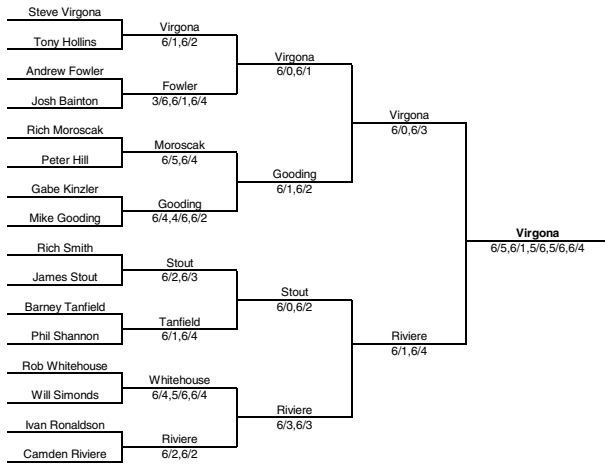 Steve Virgona
Tony Hollins
Andrew Fowler
Josh Bainton
Rich Moroscak
Peter Hill
Gabe Kinzler
Mike Gooding
Rich Smith
James Stout
Barney Tanfield
Phil Shannon
Rob Whitehouse
Will Simonds
Ivan Ronaldson
Camden Riviere
Virgona
6/1,6/2
Fowler
3/6,6/1,6/4
Moroscak
6/5,6/4
Gooding
6/4,4/6,6/2
Stout
6/2,6/3
Tanfield
6/1,6/4
Whitehouse
6/4,5/6,6/4
Riviere
6/2,6/2
Virgona
6/0,6/1
Gooding
6/1,6/2
Stout
6/0,6/2
Riviere
6/3,6/3
Virgona
6/0,6/3
Riviere
6/1,6/4
Virgona
6/5,6/1,5/6,5/6,6/4